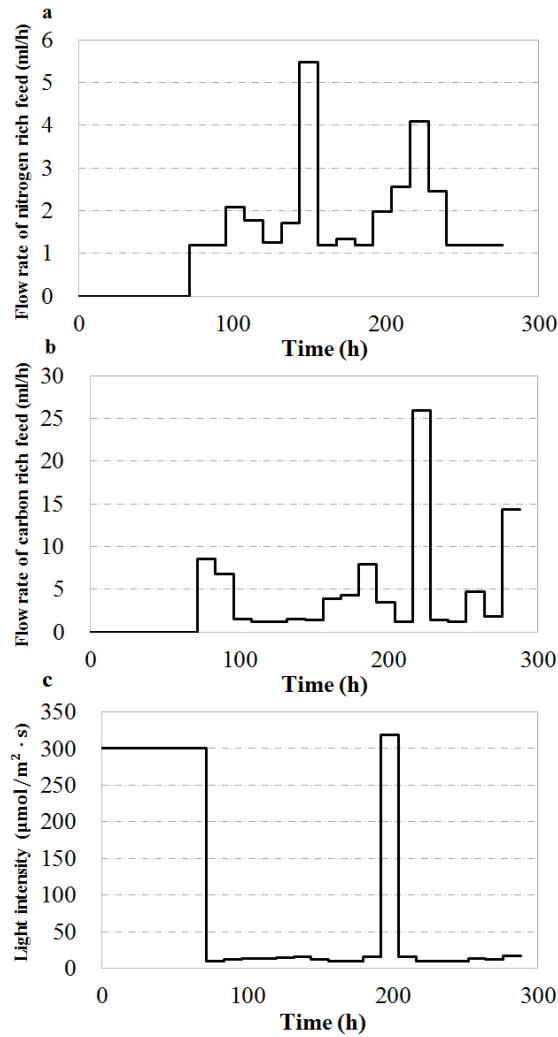 a
Flow rate of nitrogen rich feed (ml/h)
6
5
4
3
2
1
0
0 100 200 300
Time (h)
b
Flow rate of carbon rich feed (ml/h)
30
25
20
15
10
5
0
0 100 200 300
Time (h)
c
Light intensity (μmol/m²·s)
350
300
250
200
150
100
50
0
0 100 200 300
Time (h)